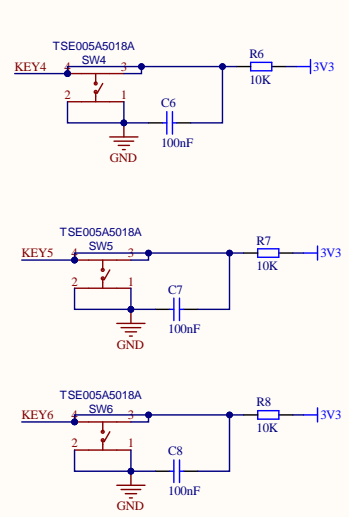 TSE005A5018A
SW4
R6
KEY4
4
3
3V3
10K
2
1
C6
100nF
GND
TSE005A5018A
SW5
R7
KEY5
4
3
3V3
10K
2
1
C7
100nF
GND
TSE005A5018A
SW6
R8
KEY6
4
3
3V3
10K
2
1
C8
100nF
GND